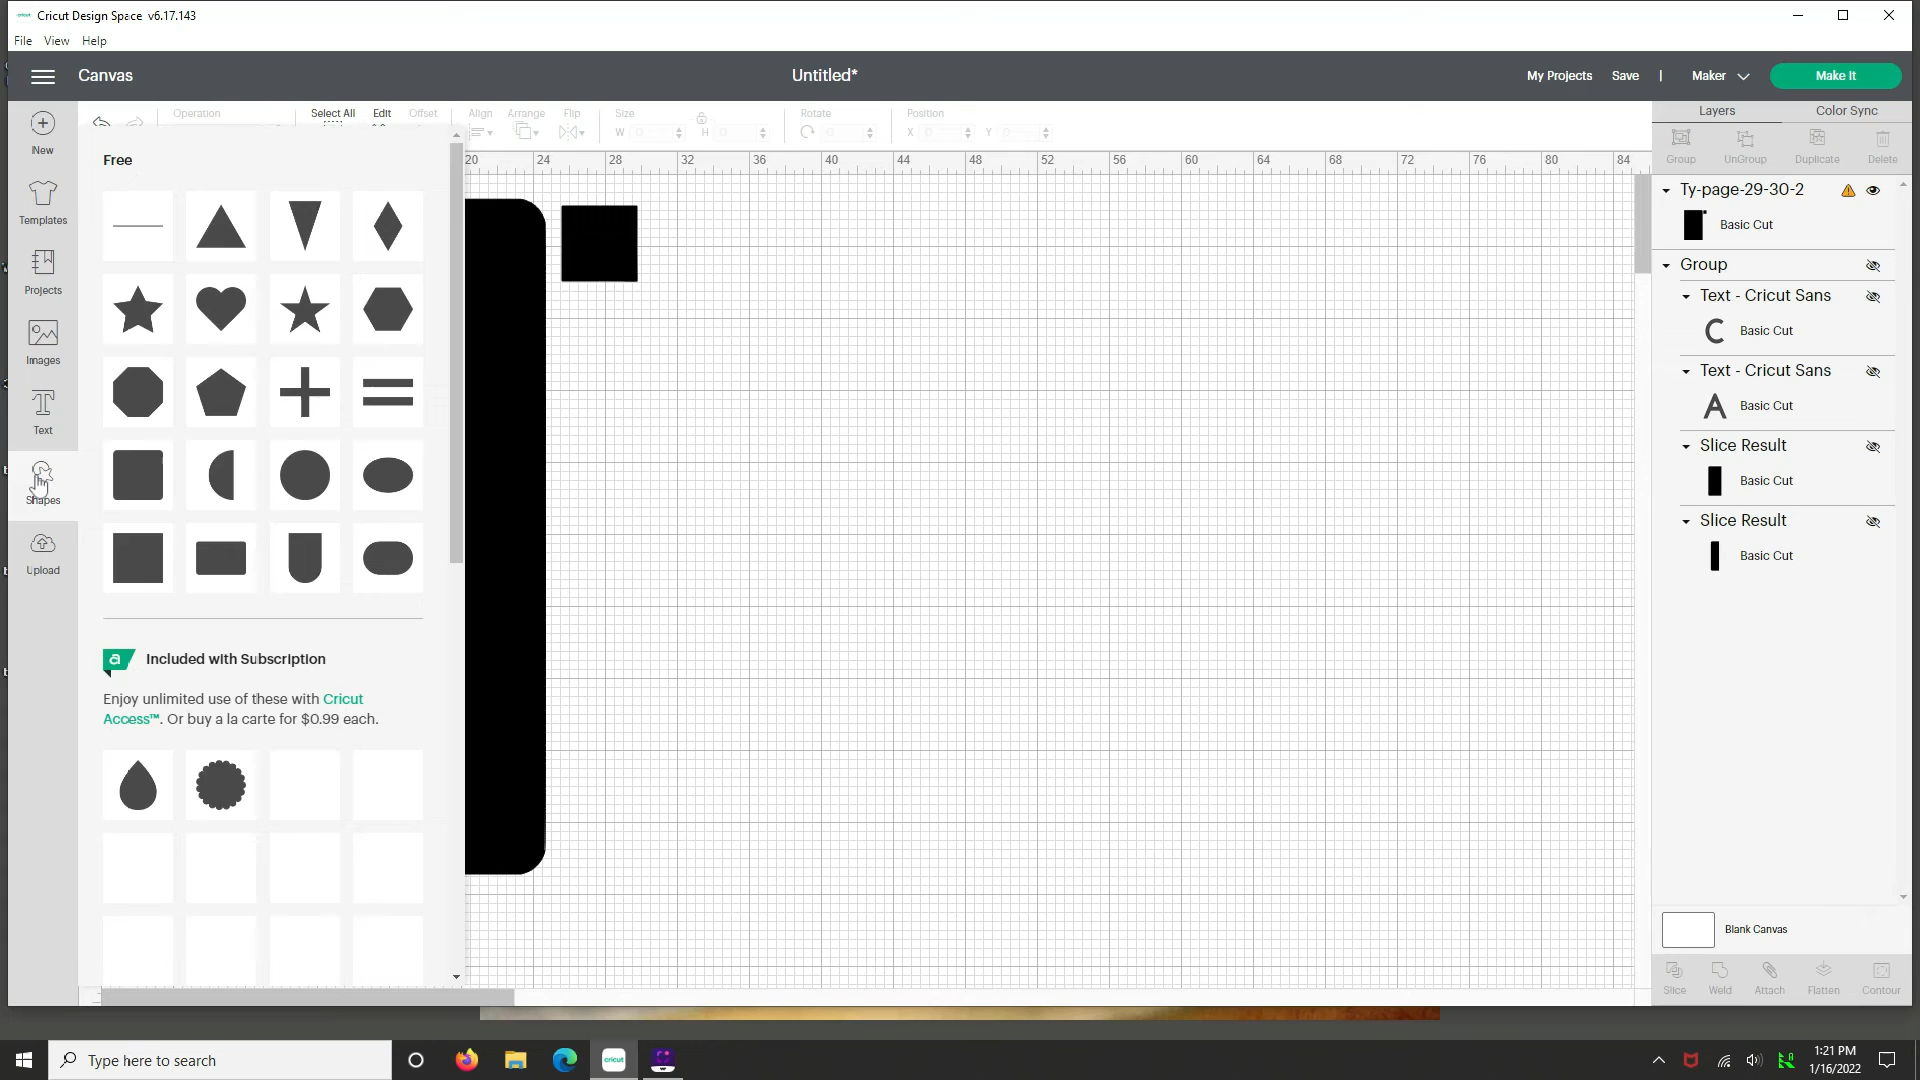 Cricut Design Space v6.17.143
File View Help
Canvas
Untitled*
My Projects Save | Maker Make It
New
Templates
Projects
Images
Text
Shapes
Upload
Operation Select All Edit Offset Align Arrange Flip Size Rotate Position
W 0 H 0 0 X 0 Y 0
Free
20 24 28 32 36 40 44 48 52 56 60 64 68 72 76 80 84
Included with Subscription
Enjoy unlimited use of these with Cricut
Access™. Or buy a la carte for $0.99 each.
Layers Color Sync
Group UnGroup Duplicate Delete
Ty-page-29-30-2
Basic Cut
Group
Text - Cricut Sans
C Basic Cut
Text - Cricut Sans
A Basic Cut
Slice Result
Basic Cut
Slice Result
Basic Cut
Blank Canvas
Slice Weld Attach Flatten Contour
Type here to search
cricut
1:21 PM
1/16/2022